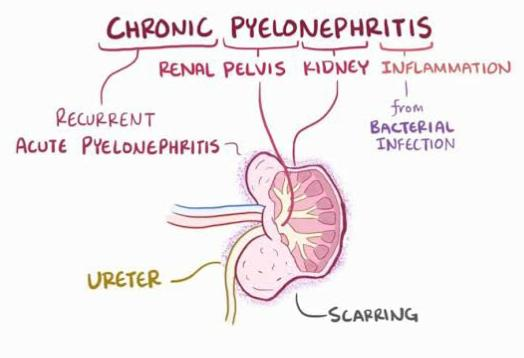 CHRONIC PYELONEPHRITIS
RENAL PELVIS KIDNEY INFLAMMATION
from
BACTERIAL
INFECTION
RECURRENT
ACUTE PYELONEPHRITIS
URETER
SCARRING